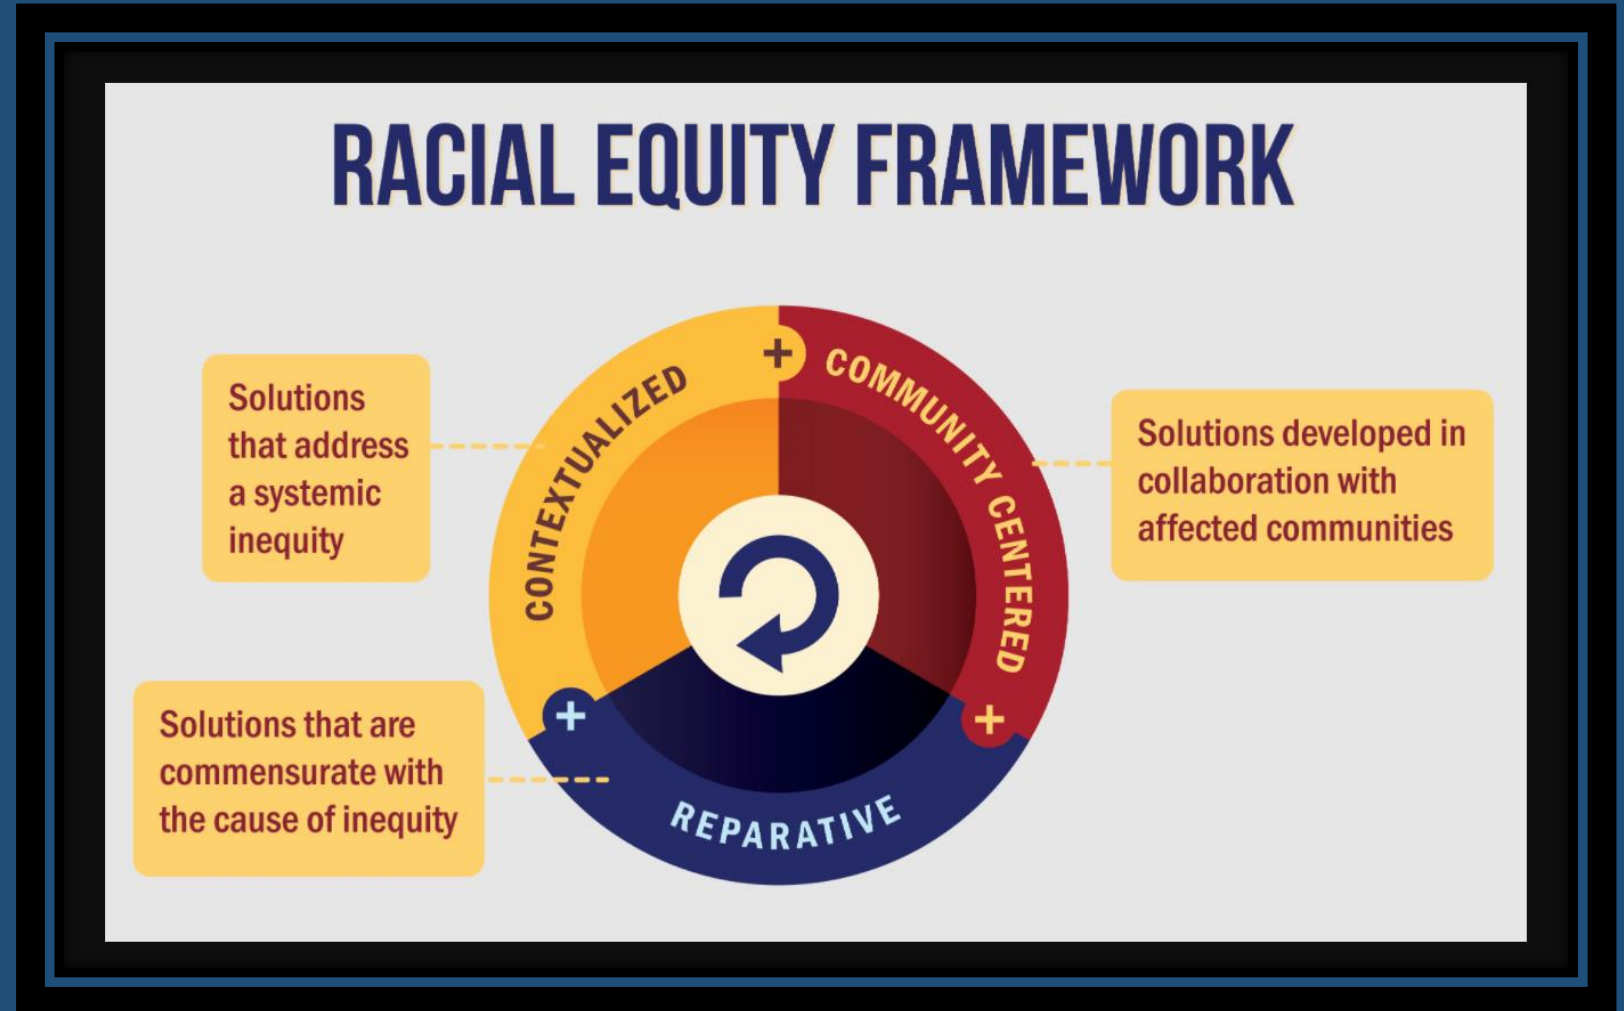 RACIAL EQUITY FRAMEWORK
Solutions
that address
a systemic
inequity
CONTEXTUALIZED
+
COMMUNITY CENTERED
Solutions developed in
collaboration with
affected communities
Solutions that are
commensurate with
the cause of inequity
+
+
REPARATIVE